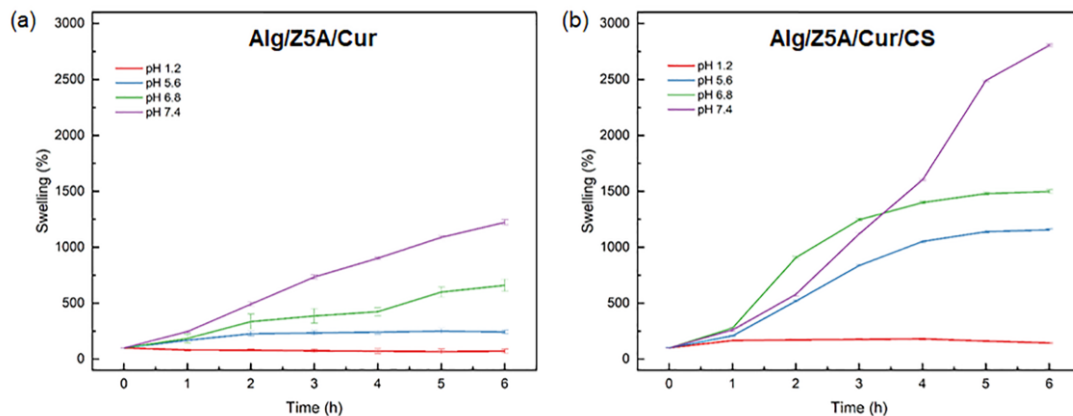 (a)
Alg/Z5A/Cur
pH 1.2
pH 5.6
pH 6.8
pH 7.4
3000
2500
2000
1500
1000
500
0
Swelling (%)
0 1 2 3 4 5 6
Time (h)
(b)
Alg/Z5A/Cur/CS
pH 1.2
pH 5.6
pH 6.8
pH 7.4
3000
2500
2000
1500
1000
500
0
Swelling (%)
0 1 2 3 4 5 6
Time (h)